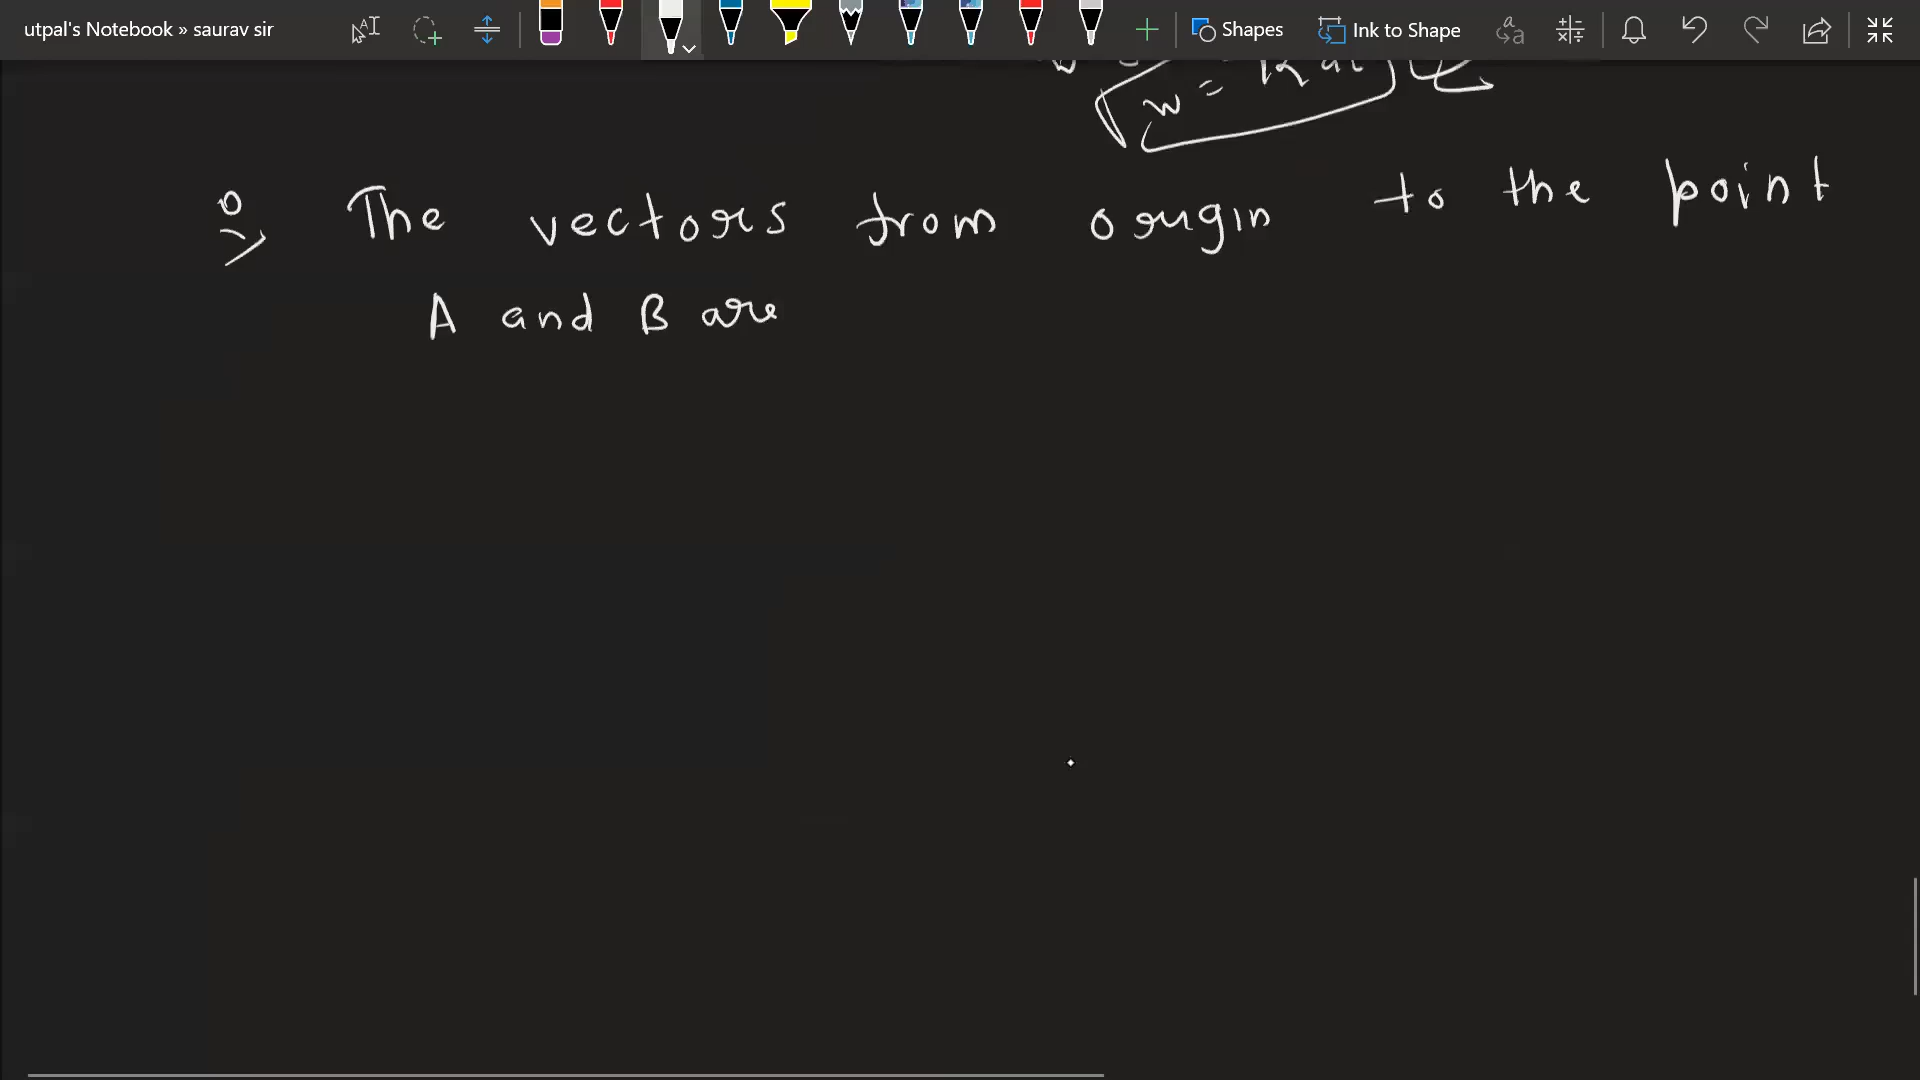 utpal's Notebook » saurav sir
Shapes
Ink to Shape
The vectors from origin to the point
A and B are